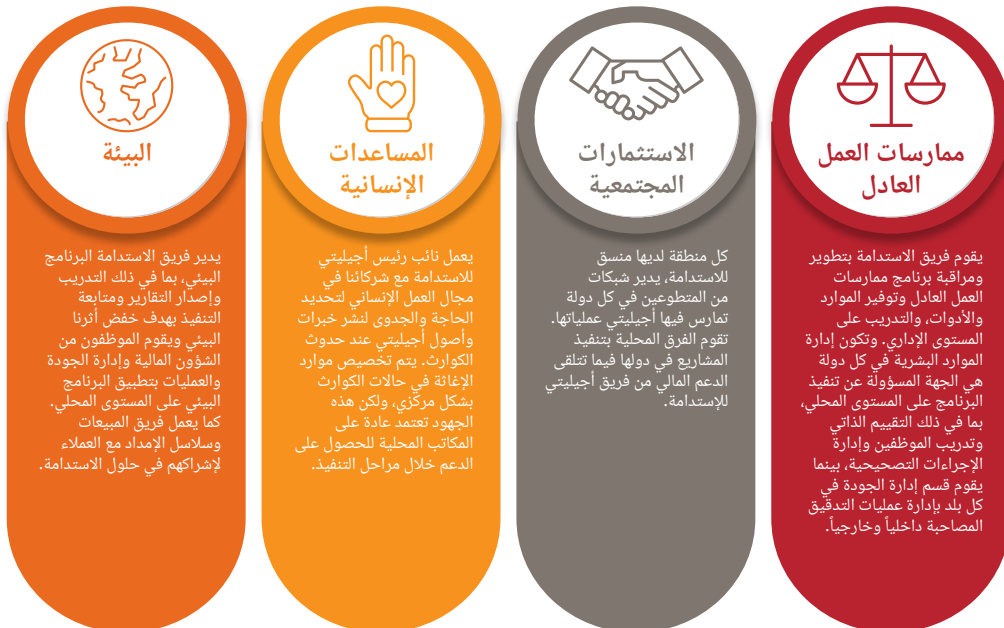 ممارسات العمل
العادل
يقوم فريق الاستدامة بتطوير
ومراقبة برنامج ممارسات
العمل العادل وتوفير الموارد
والأدوات، والتدريب على
المستوى الإداري. وتكون إدارة
الموارد البشرية في كل دولة
هي الجهة المسؤولة عن تنفيذ
البرنامج على المستوى المحلي،
بما في ذلك التقييم الذاتي
وتدريب الموظفين وإدارة
الإجراءات التصحيحية، بينما
يقوم قسم إدارة الجودة في
كل بلد بإدارة عمليات التدقيق
المصاحبة داخلياً وخارجياً.
الاستثمارات
المجتمعية
كل منطقة لديها منسق
للاستدامة، يدير شبكات
من المتطوعين في كل دولة
تمارس فيها أجيليتي عملياتها.
تقوم الفرق المحلية بتنفيذ
المشاريع في دولها فيما تتلقى
الدعم المالي من فريق أجيليتي
للإستدامة.
المساعدات
الإنسانية
يعمل نائب رئيس أجيليتي
للاستدامة مع شركائنا في
مجال العمل الإنساني لتحديد
الحاجة والجدوى لنشر خبرات
وأصول أجيليتي عند حدوث
الكوارث. يتم تخصيص موارد
الإغاثة في حالات الكوارث
بشكل مركزي، ولكن هذه
الجهود تعتمد عادة على
المكاتب المحلية للحصول على
الدعم خلال مراحل التنفيذ.
البيئة
يدير فريق الاستدامة البرنامج
البيئي، بما في ذلك التدريب
وإصدار التقارير ومتابعة
التنفيذ بهدف خفض أثرنا
البيئي ويقوم الموظفون من
الشؤون المالية وإدارة الجودة
والعمليات بتطبيق البرنامج
البيئي على المستوى المحلي.
كما يعمل فريق المبيعات
وسلاسل الإمداد مع العملاء
لإشراكهم في حلول الاستدامة.